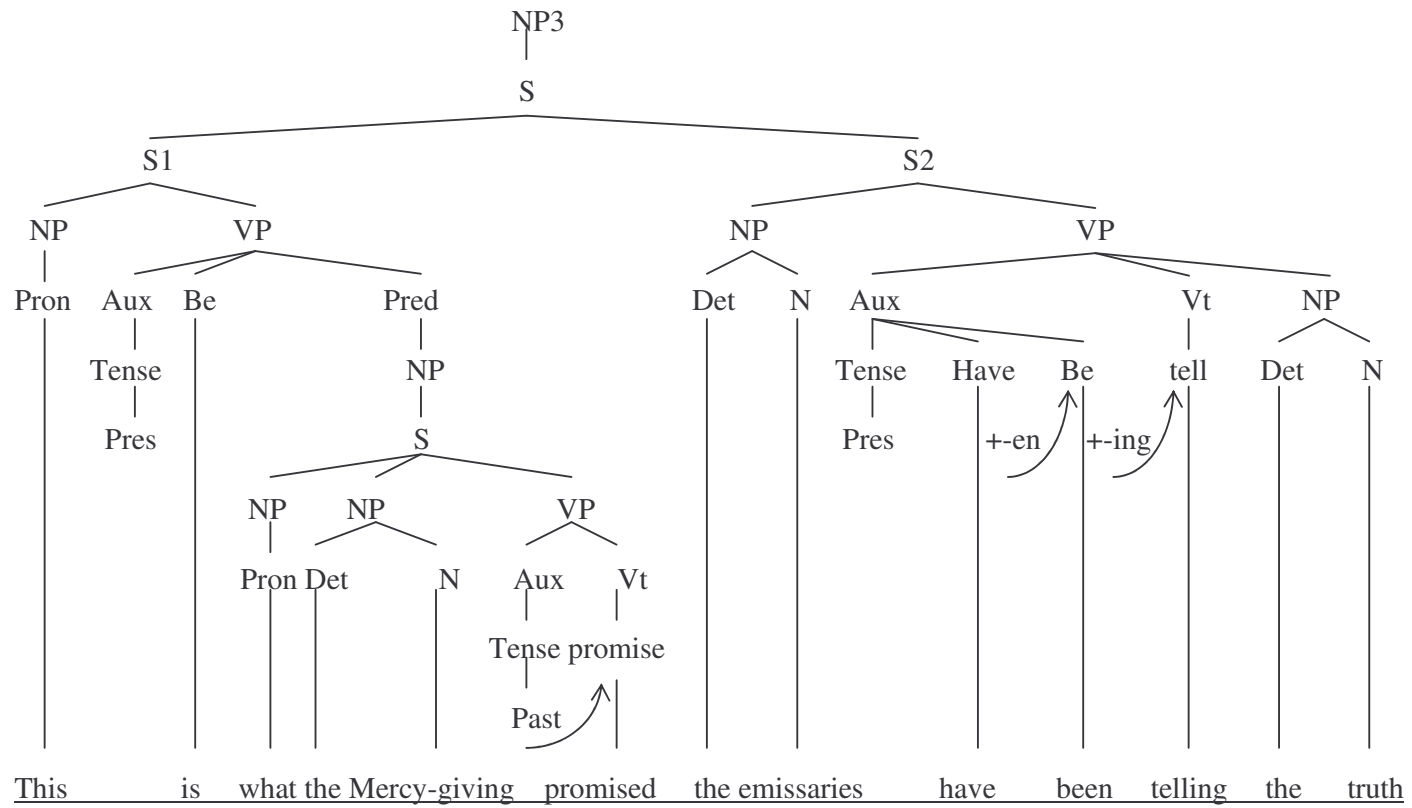 NP3
S
S1 S2
NP VP NP VP
Pron Aux Be Pred Det N Aux Vt NP
Tense NP Tense Have Be tell Det N
Pres S Pres +-en +-ing
NP NP VP
Pron Det N Aux Vt
Tense promise
Past
This is what the Mercy-giving promised the emissaries have been telling the truth